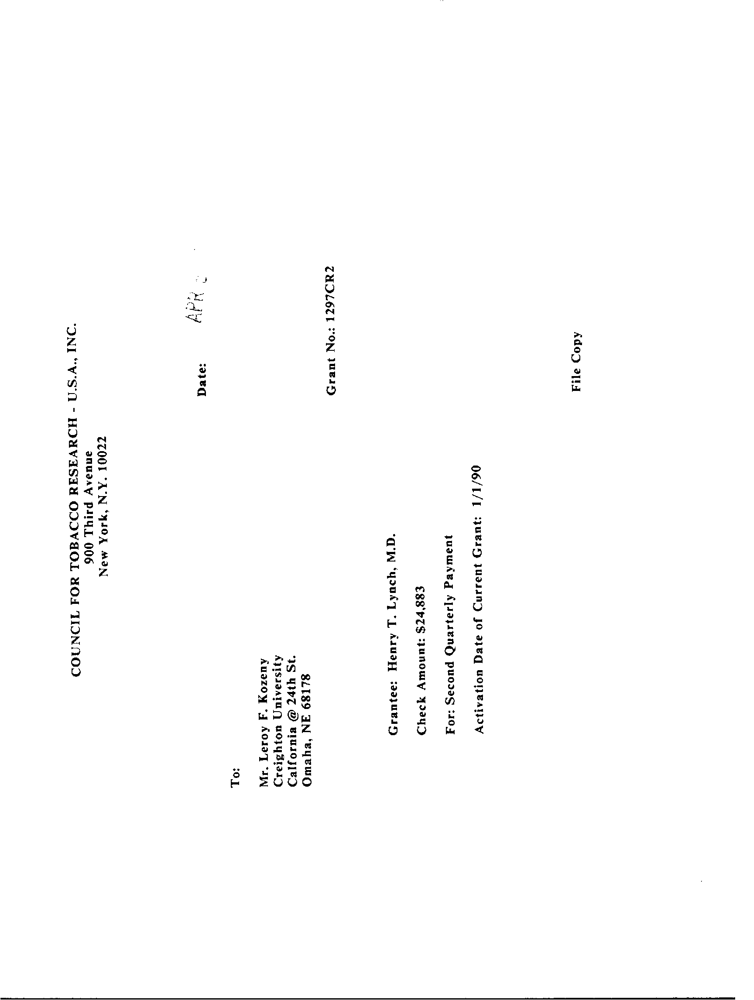 COUNCIL FOR TOBACCO RESEARCH - U.S.A., INC.
900 Third Avenue
New York, N.Y. 10022
Date: APR
To:
Mr. Leroy F. Kozeny
Creighton University
Calfornia @ 24th St.
Omaha, NE 68178
Grant No.: 1297CR2
Grantee: Henry T. Lynch, M.D.
Check Amount: $24,883
For: Second Quarterly Payment
Activation Date of Current Grant: 1/1/90
File Copy